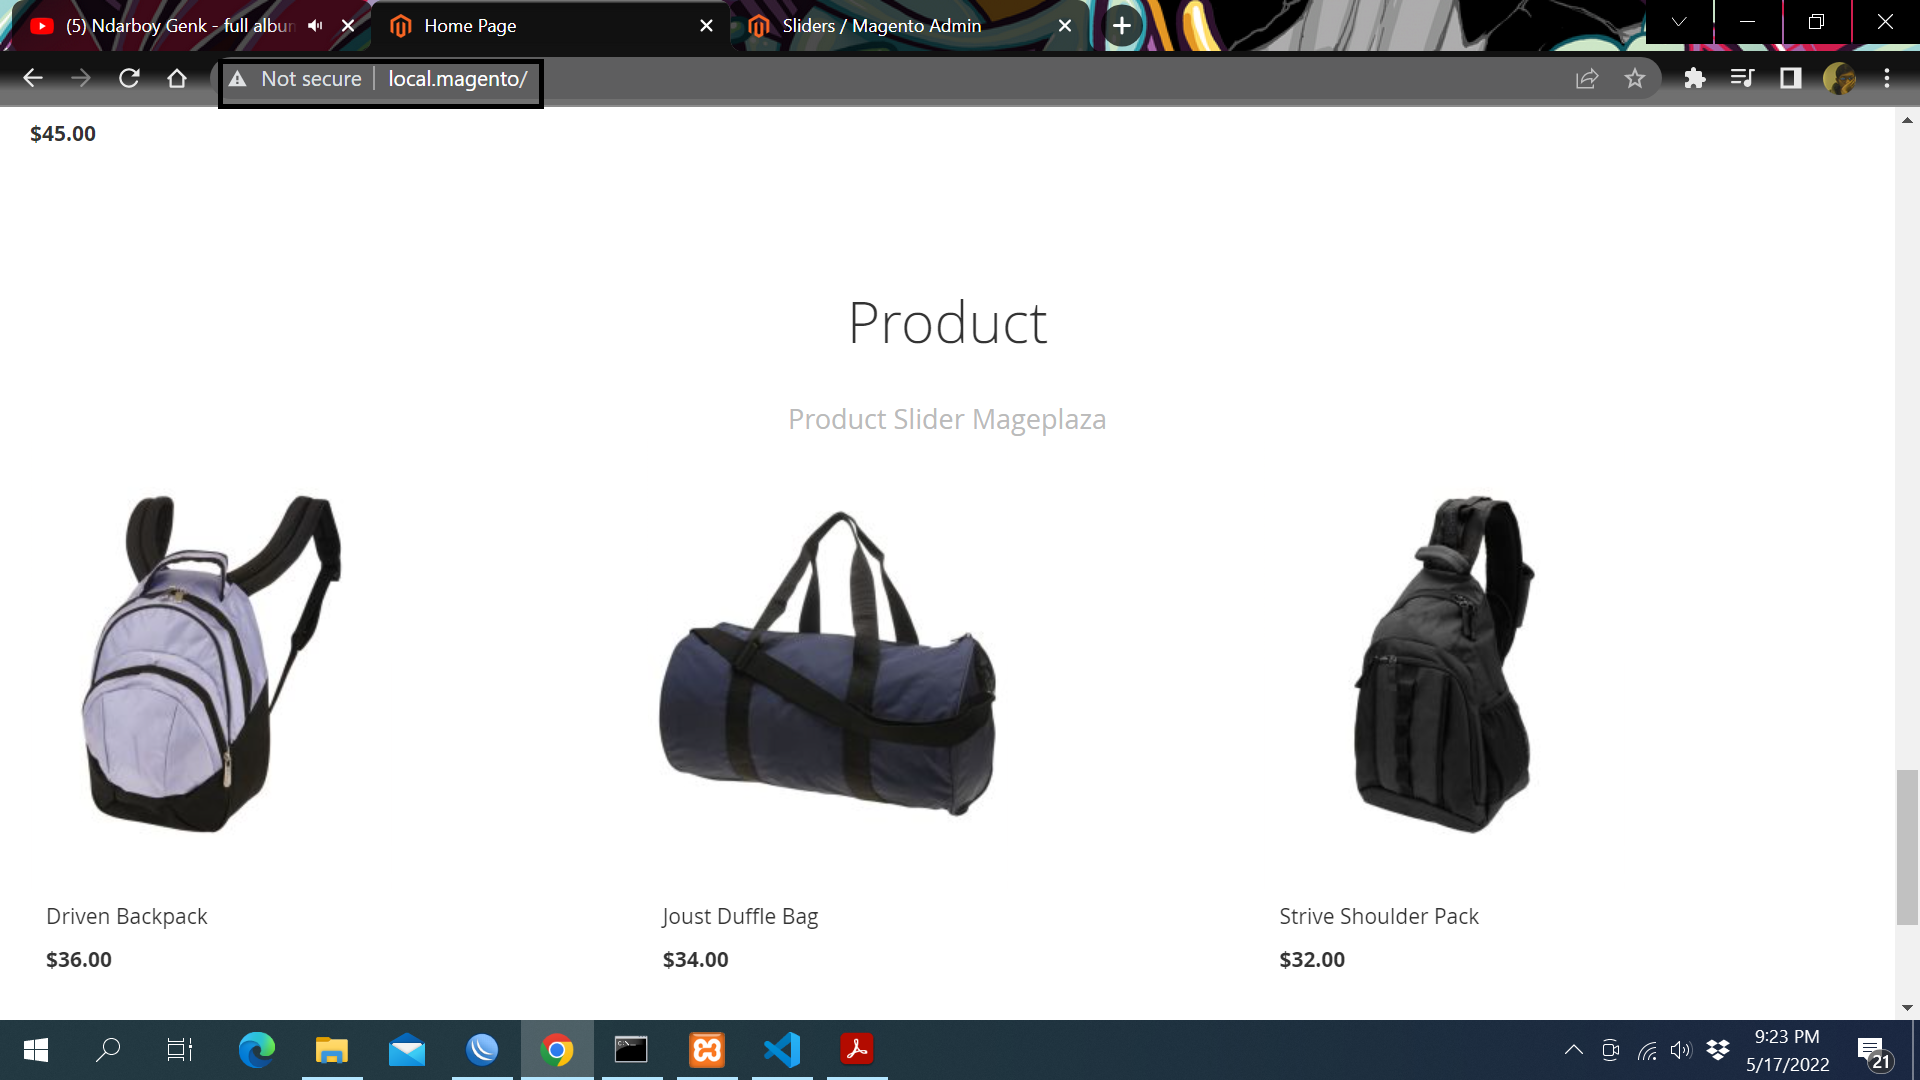 (5) Ndarboy Genk - full albun
Home Page
Sliders / Magento Admin
Not secure
local.magento/
$45.00
Product
Product Slider Mageplaza
Driven Backpack
$36.00
Joust Duffle Bag
$34.00
Strive Shoulder Pack
$32.00
9:23 PM
5/17/2022
21